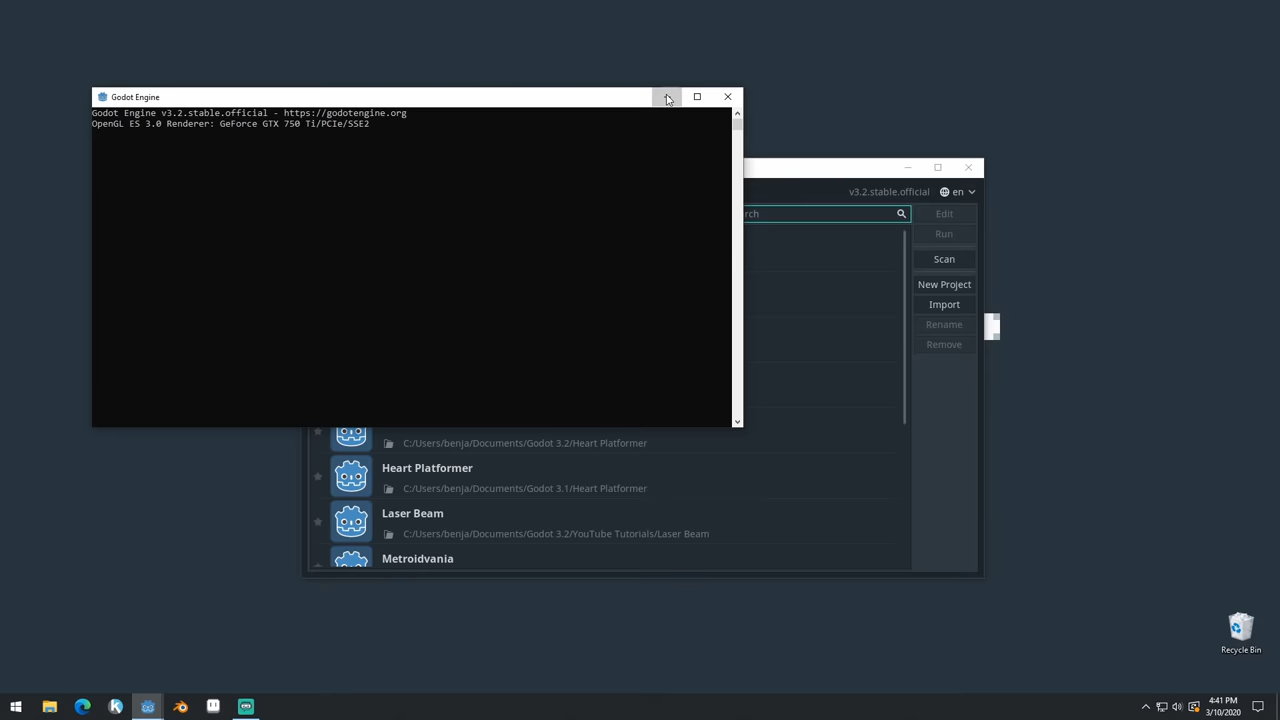 Godot Engine
Godot Engine v3.2.stable.official - https://godotengine.org
OpenGL ES 3.0 Renderer: GeForce GTX 750 Ti/PCIe/SSE2
v3.2.stable.official
en
rch
Edit
Run
Scan
New Project
Import
Rename
Remove
C:/Users/benja/Documents/Godot 3.2/Heart Platformer
Heart Platformer
C:/Users/benja/Documents/Godot 3.1/Heart Platformer
Laser Beam
C:/Users/benja/Documents/Godot 3.2/YouTube Tutorials/Laser Beam
Metroidvania
Recycle Bin
4:41 PM
3/10/2020